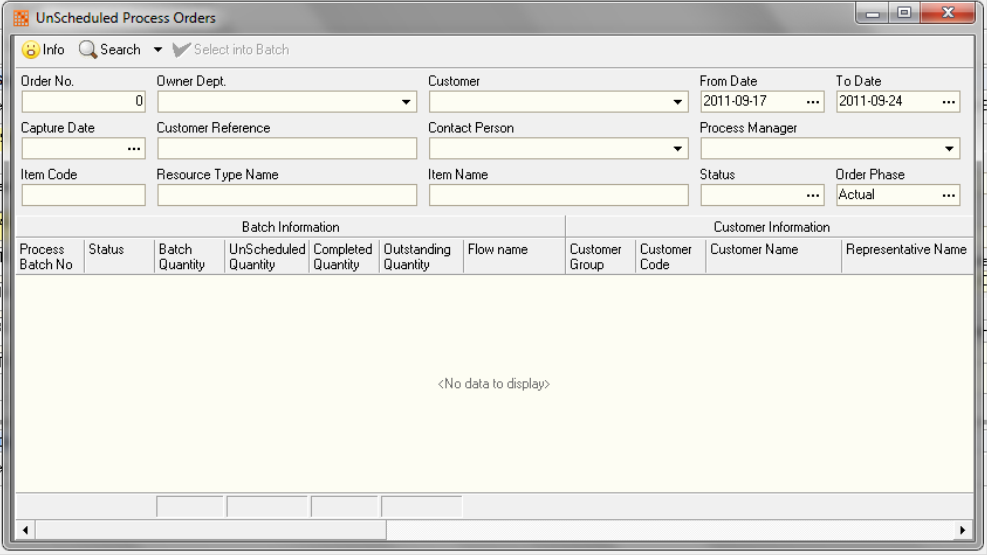 UnScheduled Process Orders
Info Search Select into Batch
Order No. Owner Dept. Customer From Date To Date
0 2011-09-17 ... 2011-09-24 ...
Capture Date Customer Reference Contact Person Process Manager
...
Item Code Resource Type Name Item Name Status Order Phase
... Actual ...
Batch Information Customer Information
Process Status Batch UnScheduled Completed Outstanding Flow name Customer Customer Customer Name Representative Name
Batch No Quantity Quantity Quantity Quantity Group Code
<No data to display>